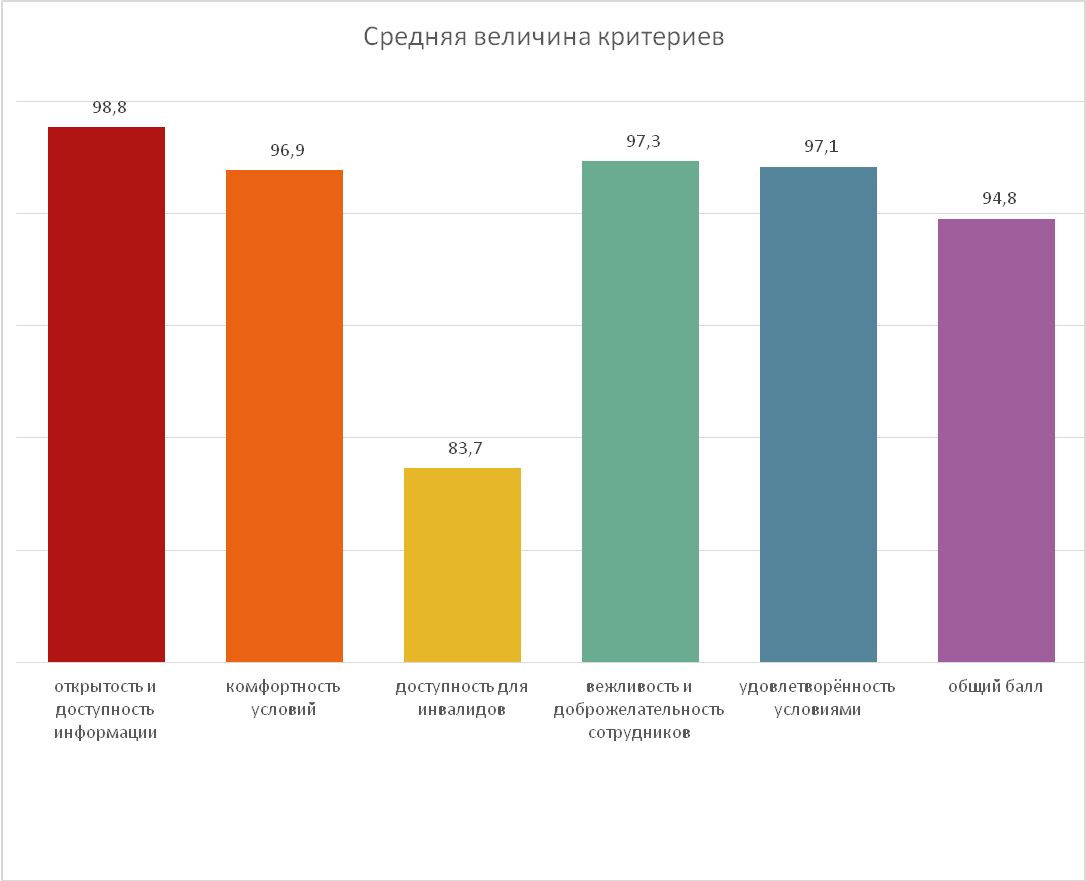 Средняя величина критериев
98,8
96,9
83,7
97,3
97,1
94,8
открытость и
доступность
информации
комфортность
условий
доступность для
инвалидов
вежливость и
доброжелательность
сотрудников
удовлетворённость
условиями
общий балл